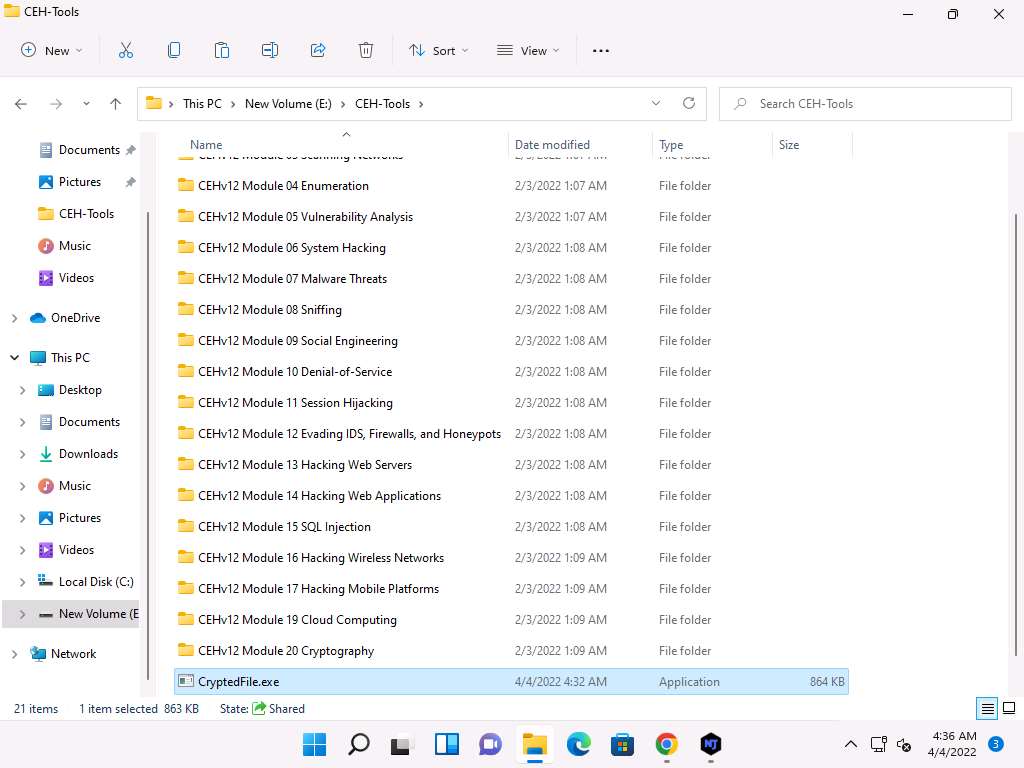 CEH-Tools
New
Sort
View
This PC
New Volume (E:)
CEH-Tools
Search CEH-Tools
Documents
Pictures
CEH-Tools
Music
Videos
OneDrive
This PC
Desktop
Documents
Downloads
Music
Pictures
Videos
Local Disk (C:)
New Volume (E
Network
Name Date modified Type Size
CEHv12 Module 03 Scanning Networks 2/3/2022 1:07 AM File folder
CEHv12 Module 04 Enumeration 2/3/2022 1:07 AM File folder
CEHv12 Module 05 Vulnerability Analysis 2/3/2022 1:07 AM File folder
CEHv12 Module 06 System Hacking 2/3/2022 1:08 AM File folder
CEHv12 Module 07 Malware Threats 2/3/2022 1:08 AM File folder
CEHv12 Module 08 Sniffing 2/3/2022 1:08 AM File folder
CEHv12 Module 09 Social Engineering 2/3/2022 1:08 AM File folder
CEHv12 Module 10 Denial-of-Service 2/3/2022 1:08 AM File folder
CEHv12 Module 11 Session Hijacking 2/3/2022 1:08 AM File folder
CEHv12 Module 12 Evading IDS, Firewalls, and Honeypots 2/3/2022 1:08 AM File folder
CEHv12 Module 13 Hacking Web Servers 2/3/2022 1:08 AM File folder
CEHv12 Module 14 Hacking Web Applications 2/3/2022 1:08 AM File folder
CEHv12 Module 15 SQL Injection 2/3/2022 1:08 AM File folder
CEHv12 Module 16 Hacking Wireless Networks 2/3/2022 1:09 AM File folder
CEHv12 Module 17 Hacking Mobile Platforms 2/3/2022 1:09 AM File folder
CEHv12 Module 19 Cloud Computing 2/3/2022 1:09 AM File folder
CEHv12 Module 20 Cryptography 2/3/2022 1:09 AM File folder
CryptedFile.exe 4/4/2022 4:32 AM Application 864 KB
21 items 1 item selected 863 KB State: Shared
4:36 AM
4/4/2022
3